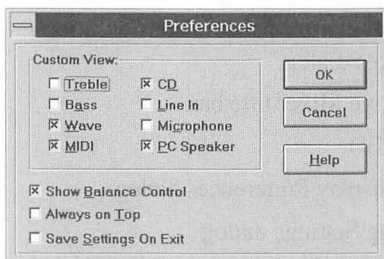 Preferences
Custom View:
Treble
CD
OK
Bass
Line In
Cancel
Wave
Microphone
MIDI
PC Speaker
Help
Show Balance Control
Always on Top
Save Settings On Exit